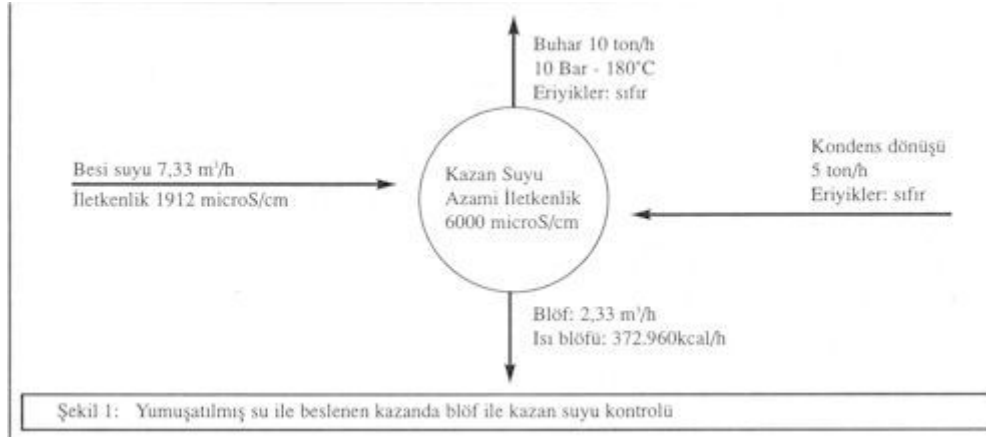 Buhar 10 ton/h
10 Bar - 180°C
Eriyikler: sıfır
Besi suyu 7,33 m³/h
İletkenlik 1912 microS/cm
Kazan Suyu
Azami İletkenlik
6000 microS/cm
Kondens dönüşü
5 ton/h
Eriyikler: sıfır
Blöf: 2,33 m³/h
Isı blöfü: 372.960kcal/h
Şekil 1: Yumuşatılmış su ile beslenen kazanda blöf ile kazan suyu kontrolü